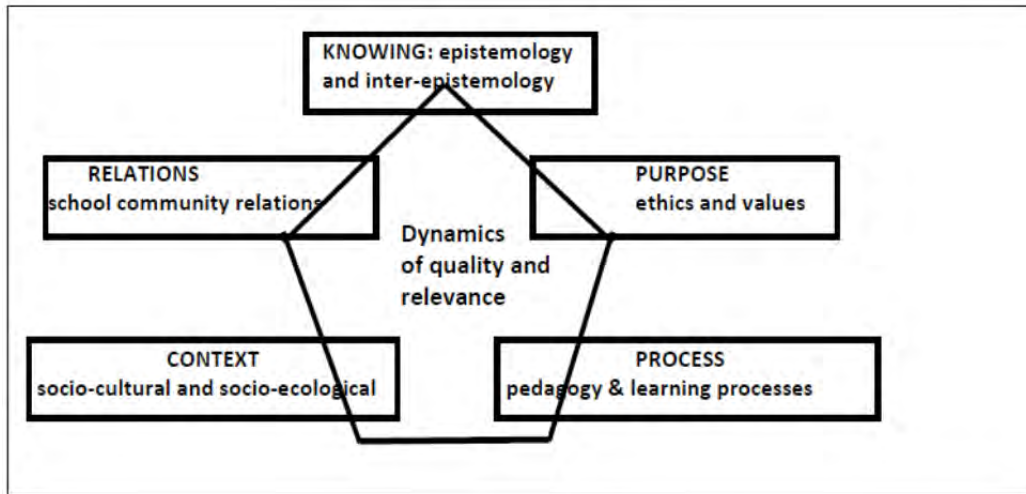 KNOWING: epistemology
and inter-epistemology
RELATIONS
school community relations
PURPOSE
ethics and values
Dynamics
of quality and
relevance
CONTEXT
socio-cultural and socio-ecological
PROCESS
pedagogy & learning processes